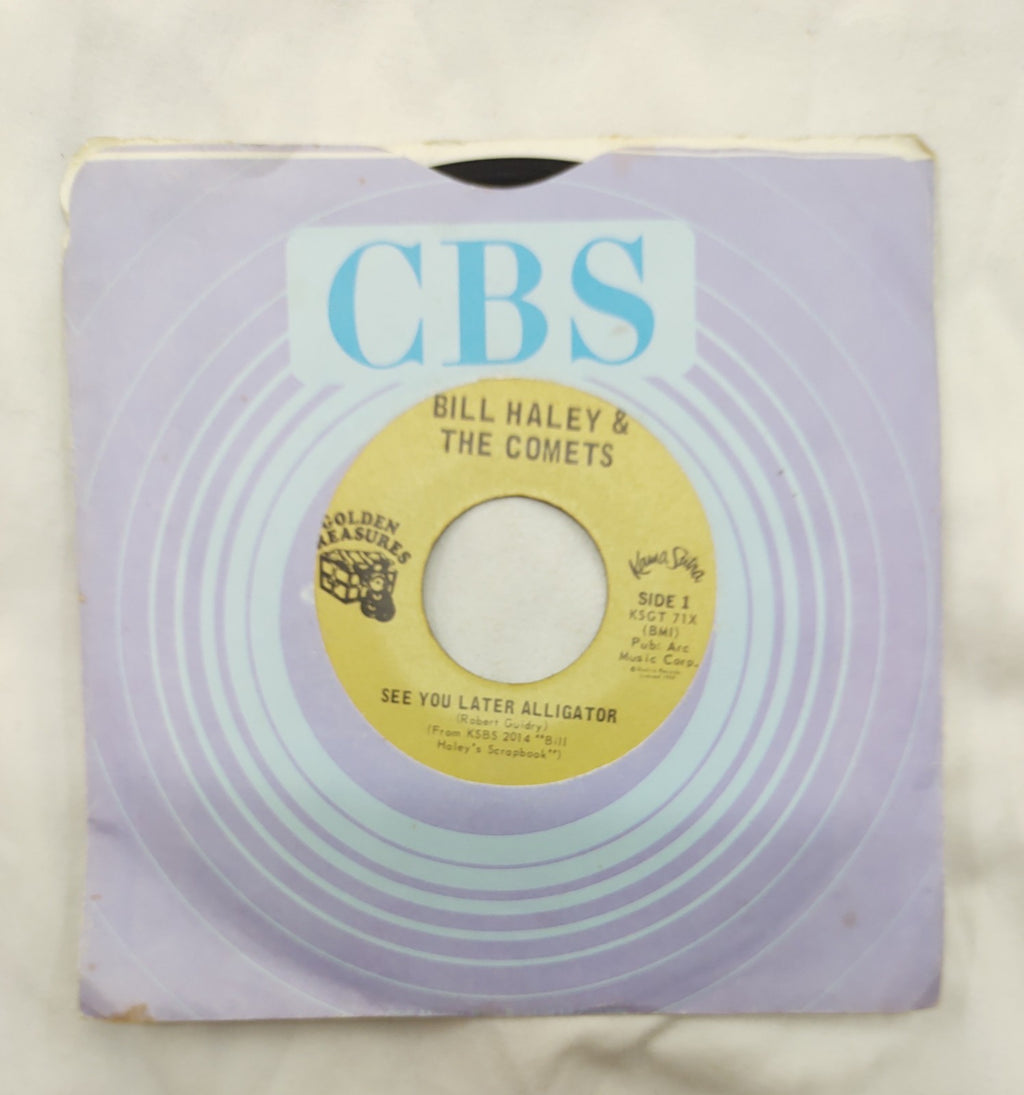 CBS
BILL HALEY &
THE COMETS
GOLDEN
TREASURES
Kama Sutra
SIDE 1
KSGT 71X
(BMI)
Pub: Arc
Music Corp.
SEE YOU LATER ALLIGATOR
(Robert Guidry)
(From KSBS 2014 "Bill
Haley's Scrapbook")